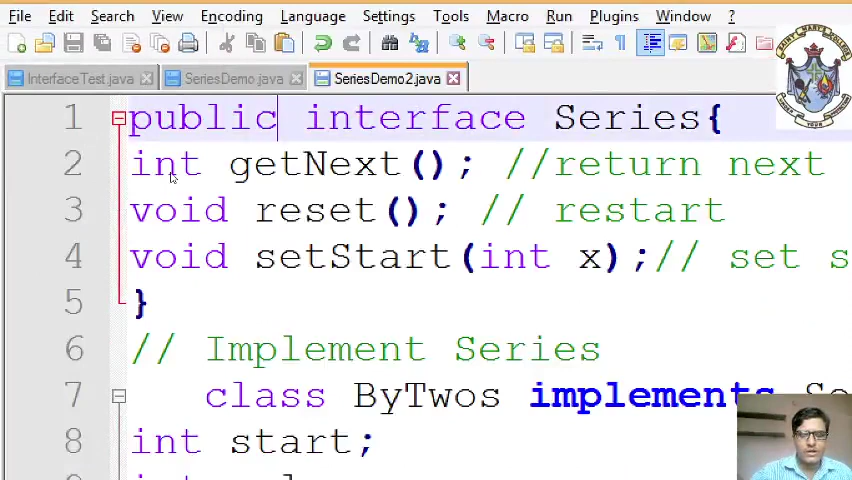 File Edit Search View Encoding Language Settings Tools Macro Run Plugins Window ?
InterfaceTest.java SeriesDemo.java SeriesDemo2.java
1 public interface Series{
2 int getNext(); //return next
3 void reset(); // restart
4 void setStart(int x);// set s
5 }
6 // Implement Series
7 class ByTwos implements Se
8 int start;